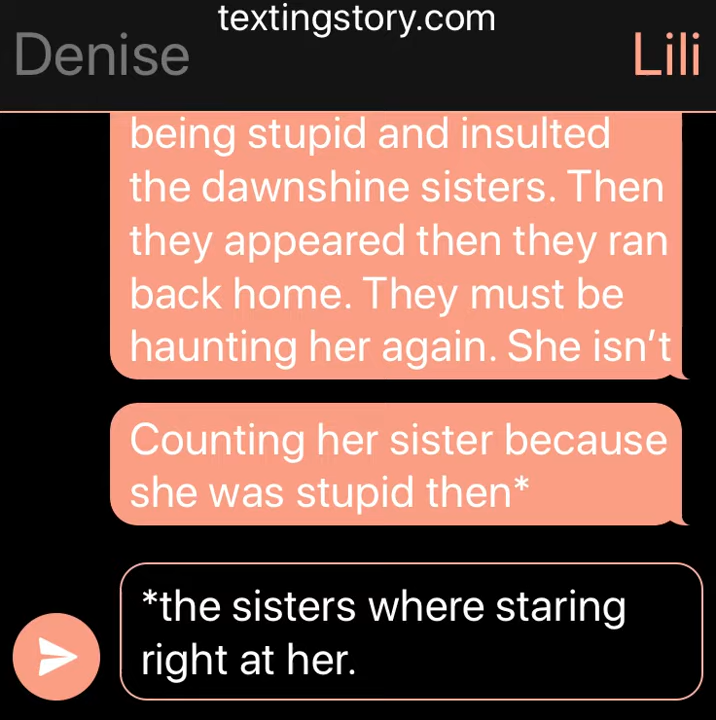 textingstory.com
Denise
Lili
being stupid and insulted
the dawnshine sisters. Then
they appeared then they ran
back home. They must be
haunting her again. She isn’t
Counting her sister because
she was stupid then*
*the sisters where staring
right at her.